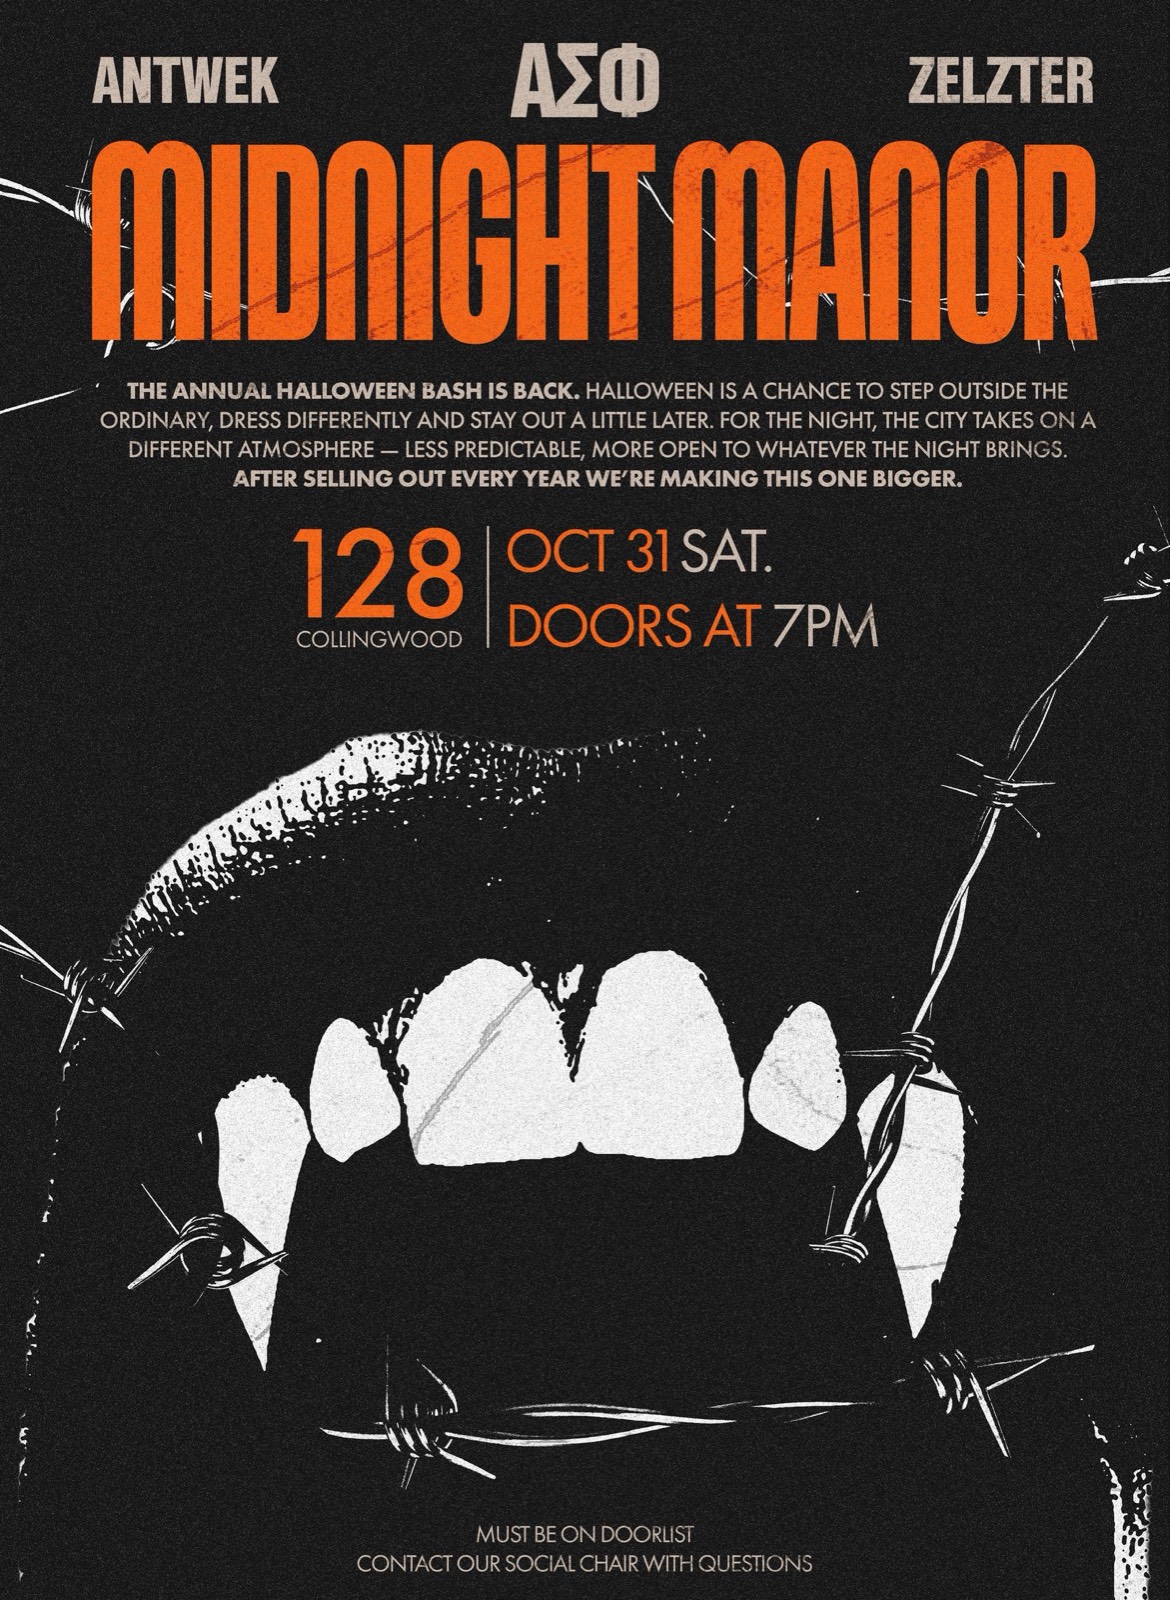 ANTWEK
ΑΣΦ
ZELZTER
MIDNIGHT MANOR
THE ANNUAL HALLOWEEN BASH IS BACK. HALLOWEEN IS A CHANCE TO STEP OUTSIDE THE
ORDINARY, DRESS DIFFERENTLY AND STAY OUT A LITTLE LATER. FOR THE NIGHT, THE CITY TAKES ON A
DIFFERENT ATMOSPHERE — LESS PREDICTABLE, MORE OPEN TO WHATEVER THE NIGHT BRINGS.
AFTER SELLING OUT EVERY YEAR WE'RE MAKING THIS ONE BIGGER.
128
COLLINGWOOD
OCT 31 SAT.
DOORS AT 7PM
MUST BE ON DOORLIST
CONTACT OUR SOCIAL CHAIR WITH QUESTIONS